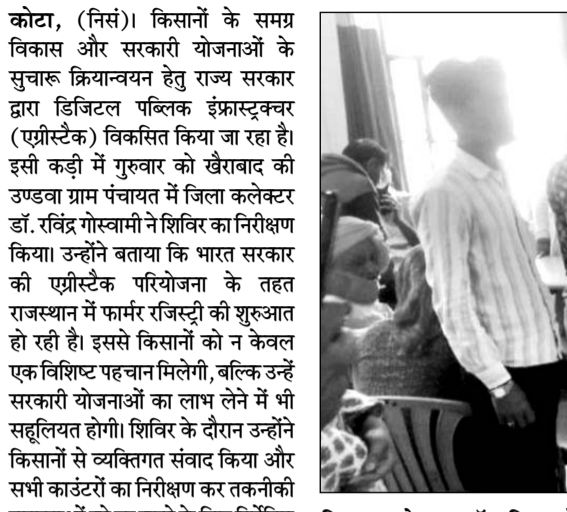 कोटा, (निसं)। किसानों के समग्र
विकास और सरकारी योजनाओं के
सुचारू क्रियान्वयन हेतु राज्य सरकार
द्वारा डिजिटल पब्लिक इंफ्रास्ट्रक्चर
(एग्रीस्टैक) विकसित किया जा रहा है।
इसी कड़ी में गुरुवार को खैराबाद की
उण्डवा ग्राम पंचायत में जिला कलेक्टर
डॉ. रविंद्र गोस्वामी ने शिविर का निरीक्षण
किया। उन्होंने बताया कि भारत सरकार
की एग्रीस्टैक परियोजना के तहत
राजस्थान में फार्मर रजिस्ट्री की शुरुआत
हो रही है। इससे किसानों को न केवल
एक विशिष्ट पहचान मिलेगी, बल्कि उन्हें
सरकारी योजनाओं का लाभ लेने में भी
सहूलियत होगी। शिविर के दौरान उन्होंने
किसानों से व्यक्तिगत संवाद किया और
सभी काउंटरों का निरीक्षण कर तकनीकी